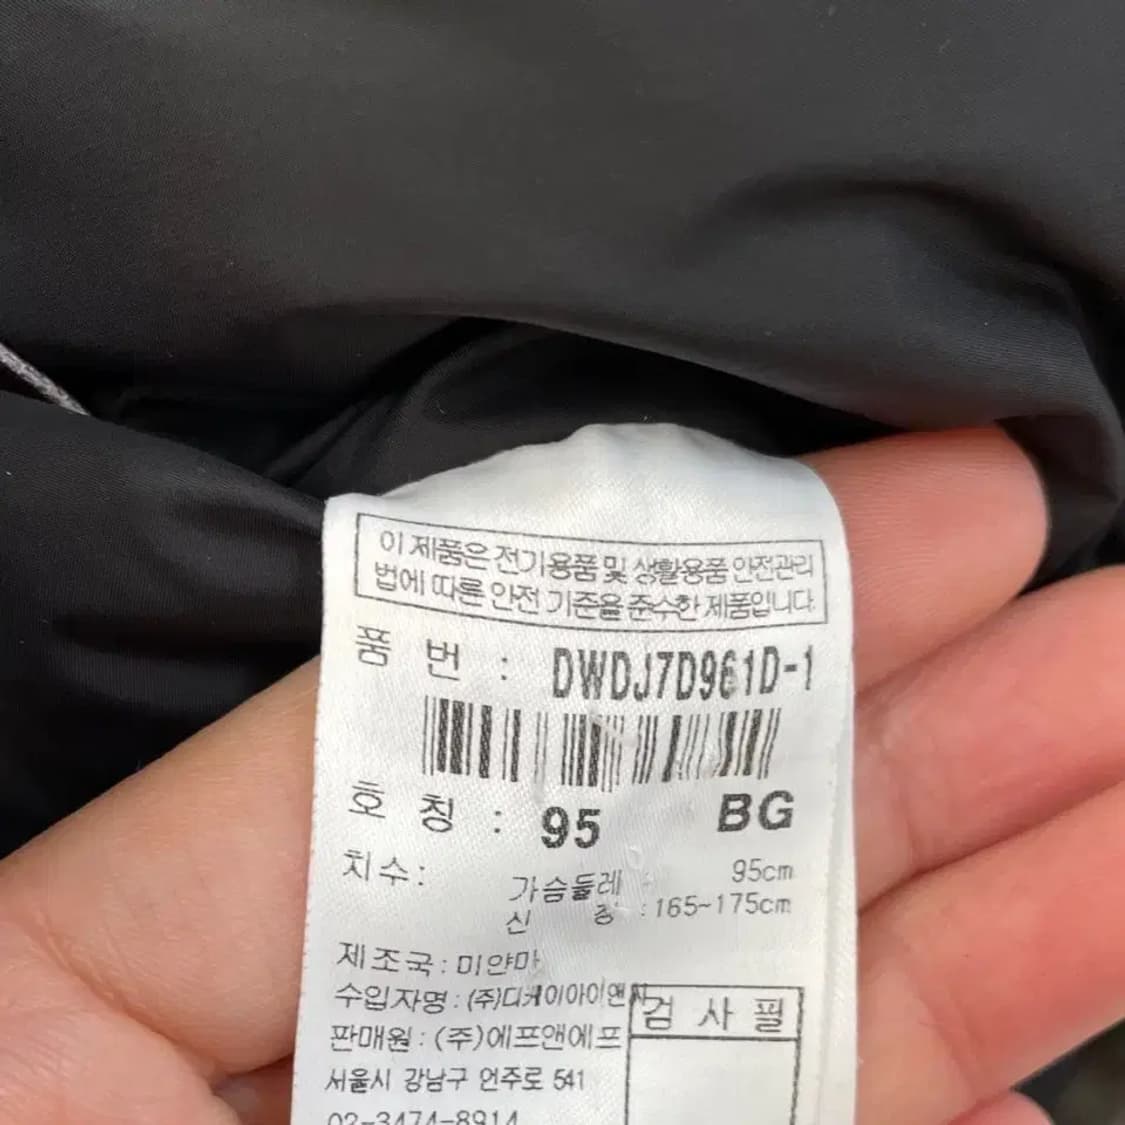 이 제품은 전기용품 및 생활용품 안전관리
법에 따른 안전 기준을 준수한 제품입니다.
품 번 : DWDJ7D961D-1
호 칭 : 95 BG
치수: 가슴둘레 : 95cm
신 장 : 165~175cm
제조국 : 미얀마
수입자명 : (주)디케이아이앤씨
검 사 필
판매원 : (주)에프앤에프
서울시 강남구 언주로 541
02-3474-8914